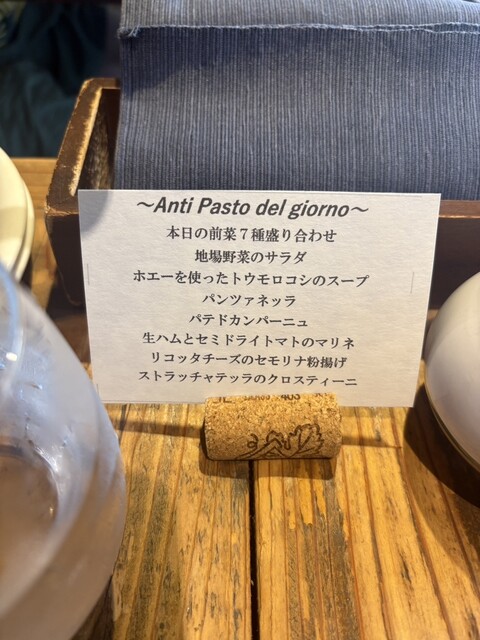 ～Anti Pasto del giorno～
本日の前菜７種盛り合わせ
地場野菜のサラダ
ホエーを使ったトウモロコシのスープ
パンツァネッラ
パテドカンパーニュ
生ハムとセミドライトマトのマリネ
リコッタチーズのセモリナ粉揚げ
ストラッチャテッラのクロスティーニ